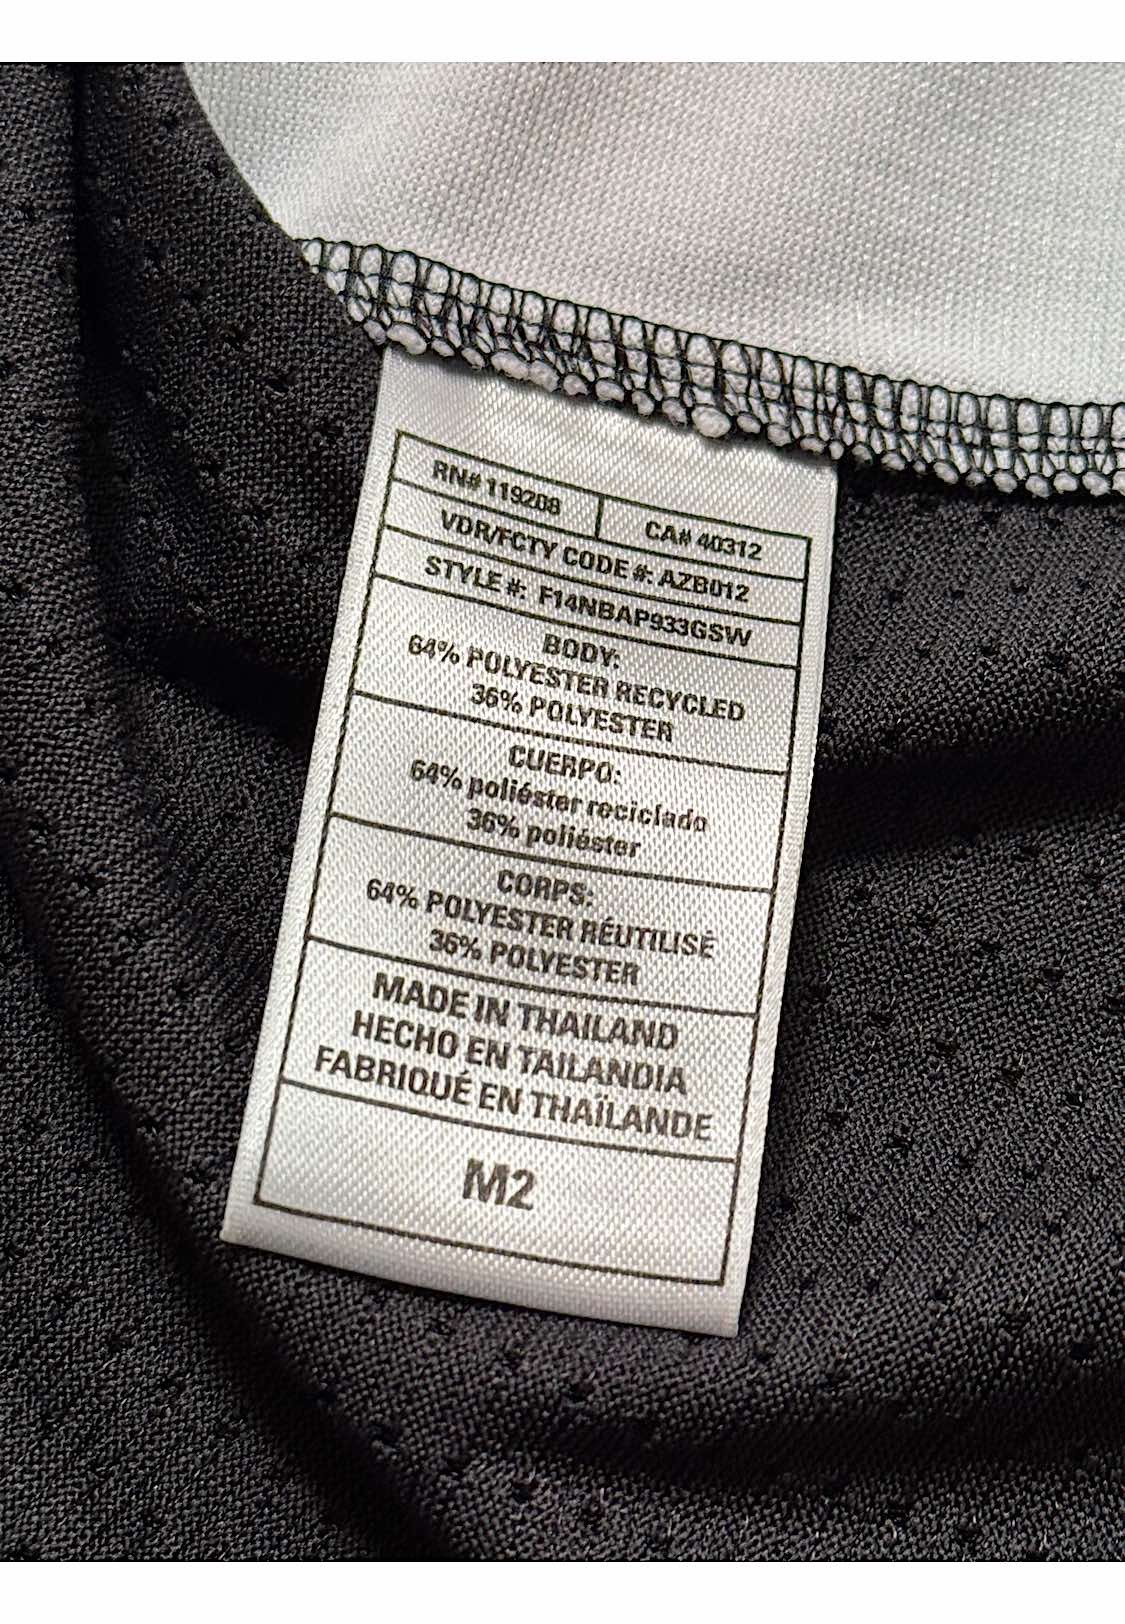 RN# 119208 CA# 40312
VDR/FCTY CODE #: AZB012
STYLE #: F14NBAP933GSW
BODY:
64% POLYESTER RECYCLED
36% POLYESTER
CUERPO:
64% poliéster reciclado
36% poliéster
CORPS:
64% POLYESTER RÉUTILISÉ
36% POLYESTER
MADE IN THAILAND
HECHO EN TAILANDIA
FABRIQUÉ EN THAÏLANDE
M2